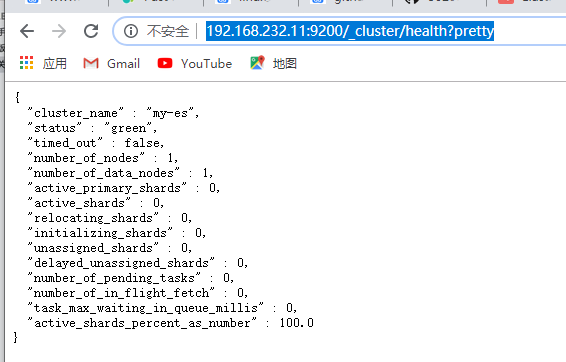 不安全 192.168.232.11:9200/_cluster/health?pretty
应用 Gmail YouTube 地图
{
"cluster_name" : "my-es",
"status" : "green",
"timed_out" : false,
"number_of_nodes" : 1,
"number_of_data_nodes" : 1,
"active_primary_shards" : 0,
"active_shards" : 0,
"relocating_shards" : 0,
"initializing_shards" : 0,
"unassigned_shards" : 0,
"delayed_unassigned_shards" : 0,
"number_of_pending_tasks" : 0,
"number_of_in_flight_fetch" : 0,
"task_max_waiting_in_queue_millis" : 0,
"active_shards_percent_as_number" : 100.0
}